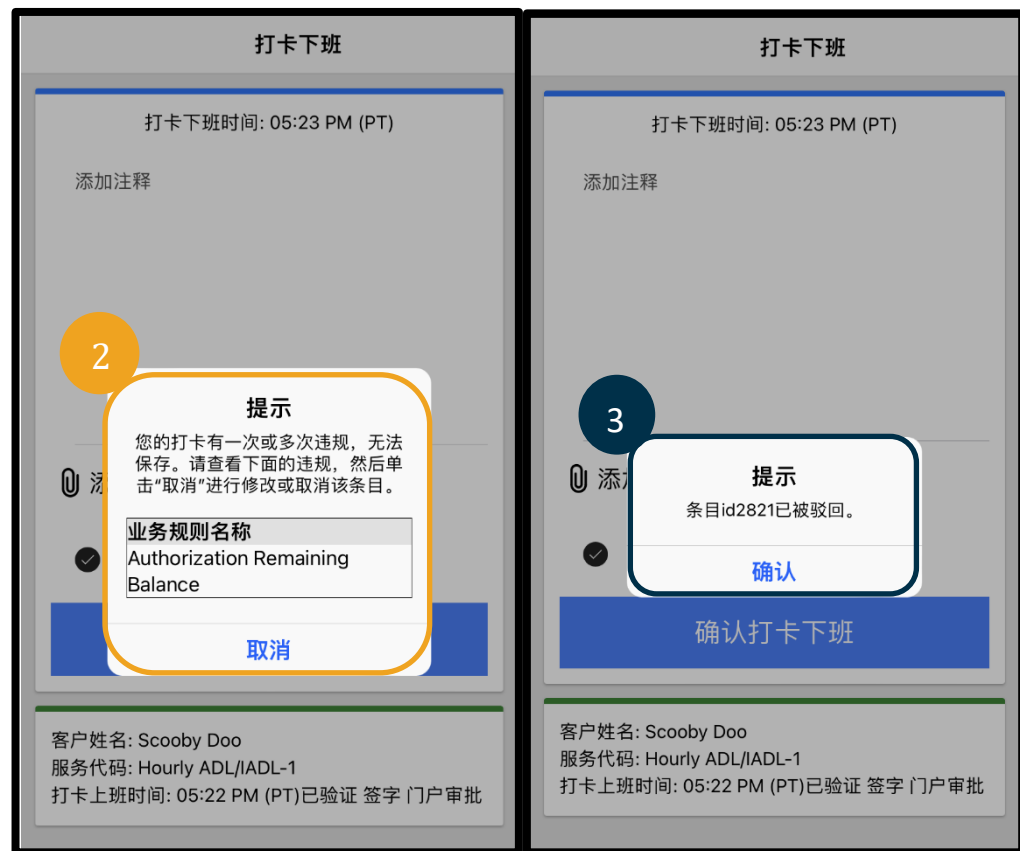 打卡下班
打卡下班时间: 05:23 PM (PT)
添加注释
2
提示
您的打卡有一次或多次违规，无法
保存。请查看下面的违规，然后单
击“取消”进行修改或取消该条目。
添
业务规则名称
Authorization Remaining
Balance
取消
客户姓名: Scooby Doo
服务代码: Hourly ADL/IADL-1
打卡上班时间: 05:22 PM (PT)已验证 签字 门户审批
打卡下班
打卡下班时间: 05:23 PM (PT)
添加注释
3
提示
添
条目id2821已被驳回。
确认
确认打卡下班
客户姓名: Scooby Doo
服务代码: Hourly ADL/IADL-1
打卡上班时间: 05:22 PM (PT)已验证 签字 门户审批